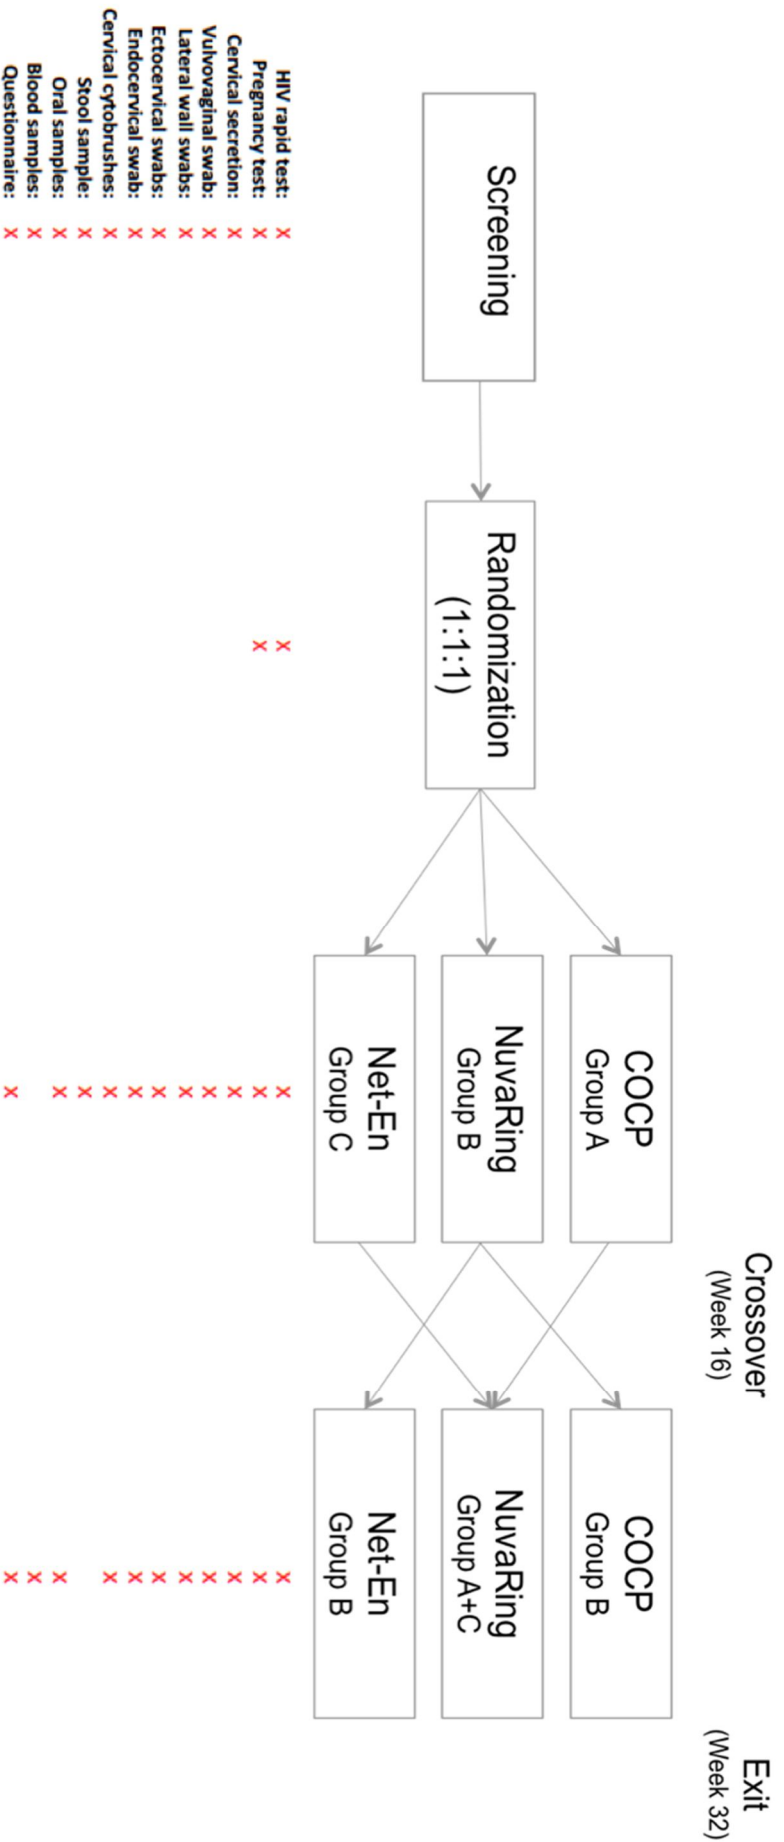 Crossover
(Week 16)
Exit
(Week 32)
COCP
Group A
COCP
Group B
Screening
Randomization
(1:1:1)
NuvaRing
Group B
NuvaRing
Group A+C
Net-En
Group C
Net-En
Group B
HIV rapid test: x x x x
Pregnancy test: x x x x
Cervical secretion: x x x
Vulvovaginal swab: x x x
Lateral wall swabs: x x x
Ectocervical swabs: x x x
Endocervical swab: x x x
Cervical cytobrushes: x x x
Stool sample: x x
Oral samples: x x x
Blood samples: x x
Questionnaire: x x x